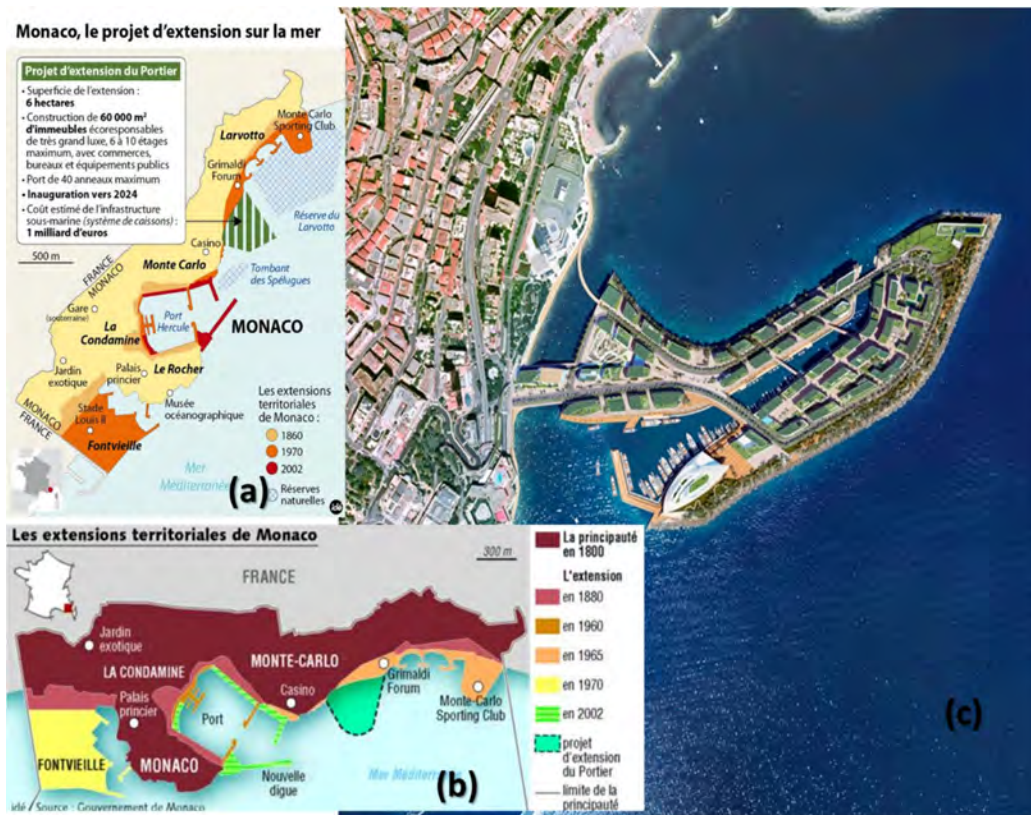 Monaco, le projet d'extension sur la mer
Projet d'extension du Portier
• Superficie de l'extension :
6 hectares
• Construction de 60 000 m²
d'immeubles écoresponsables
de très grand luxe, 6 à 10 étages
maximum, avec commerces,
bureaux et équipements publics
• Port de 40 anneaux maximum
• Inauguration vers 2024
• Coût estimé de l'infrastructure
sous-marine (système de caissons) :
1 milliard d'euros
500 m
Monte Carlo
Sporting Club
Larvotto
Grimaldi
Forum
Réserve du
Larvotto
Casino
FRANCE
MONACO
Monte Carlo
Tombant
des Spélugues
Gare
(souterraine)
Port
Hercule
MONACO
La
Condamine
Jardin
exotique
Palais
princier
Le Rocher
Musée
océanographique
MONACO
FRANCE
Stade
Louis II
Fontvieille
Les extensions
territoriales
de Monaco :
1860
1970
2002
Réserves
naturelles
Mer
Méditerranée
(a)
idé
Les extensions territoriales de Monaco
300 m
FRANCE
Jardin
exotique
LA CONDAMINE
MONTE-CARLO
Palais
princier
Port
Casino
Grimaldi
Forum
Monte-Carlo
Sporting Club
FONTVIEILLE
MONACO
Nouvelle
digue
Mer Méditerr
(b)
idé / Source : Gouvernement de Monaco
La principauté
en 1800
L'extension
en 1880
en 1960
en 1965
en 1970
en 2002
projet
d'extension
du Portier
limite de la
principauté
(c)